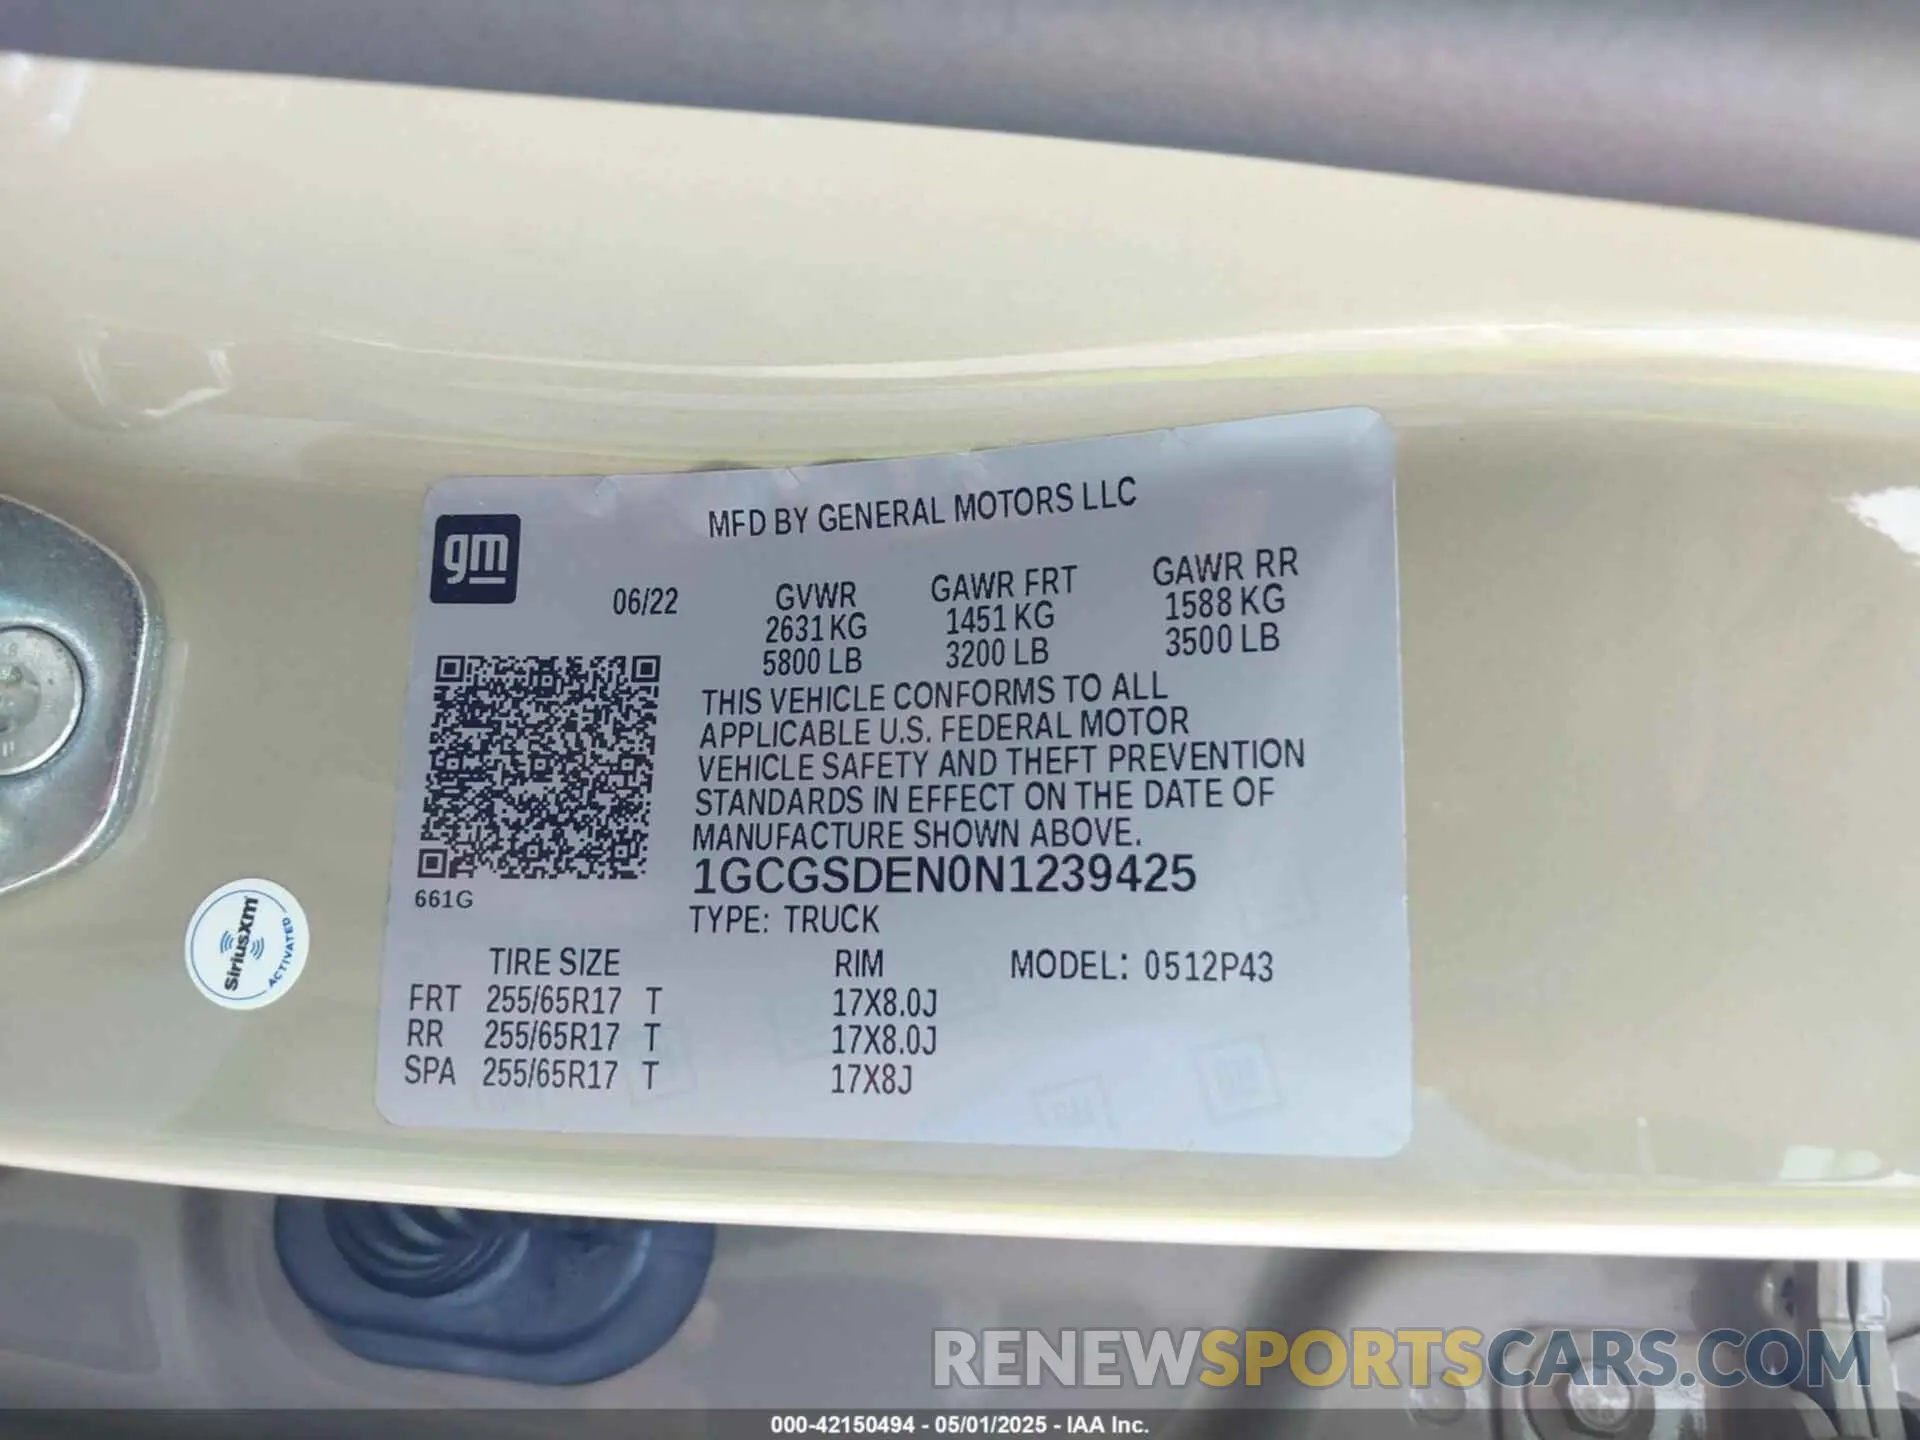 MFD BY GENERAL MOTORS LLC
gm
06/22 GVWR GAWR FRT GAWR RR
2631 KG 1451 KG 1588 KG
5800 LB 3200 LB 3500 LB
THIS VEHICLE CONFORMS TO ALL
APPLICABLE U.S. FEDERAL MOTOR
VEHICLE SAFETY AND THEFT PREVENTION
STANDARDS IN EFFECT ON THE DATE OF
MANUFACTURE SHOWN ABOVE.
1GCGSDEN0N1239425
661G
TYPE: TRUCK
SiriusXM
ACTIVATED
TIRE SIZE RIM MODEL: 0512P43
FRT 255/65R17 T 17X8.0J
RR 255/65R17 T 17X8.0J
SPA 255/65R17 T 17X8J
RENEWSPORTSCARS.COM
000-42150494 - 05/01/2025 - IAA Inc.